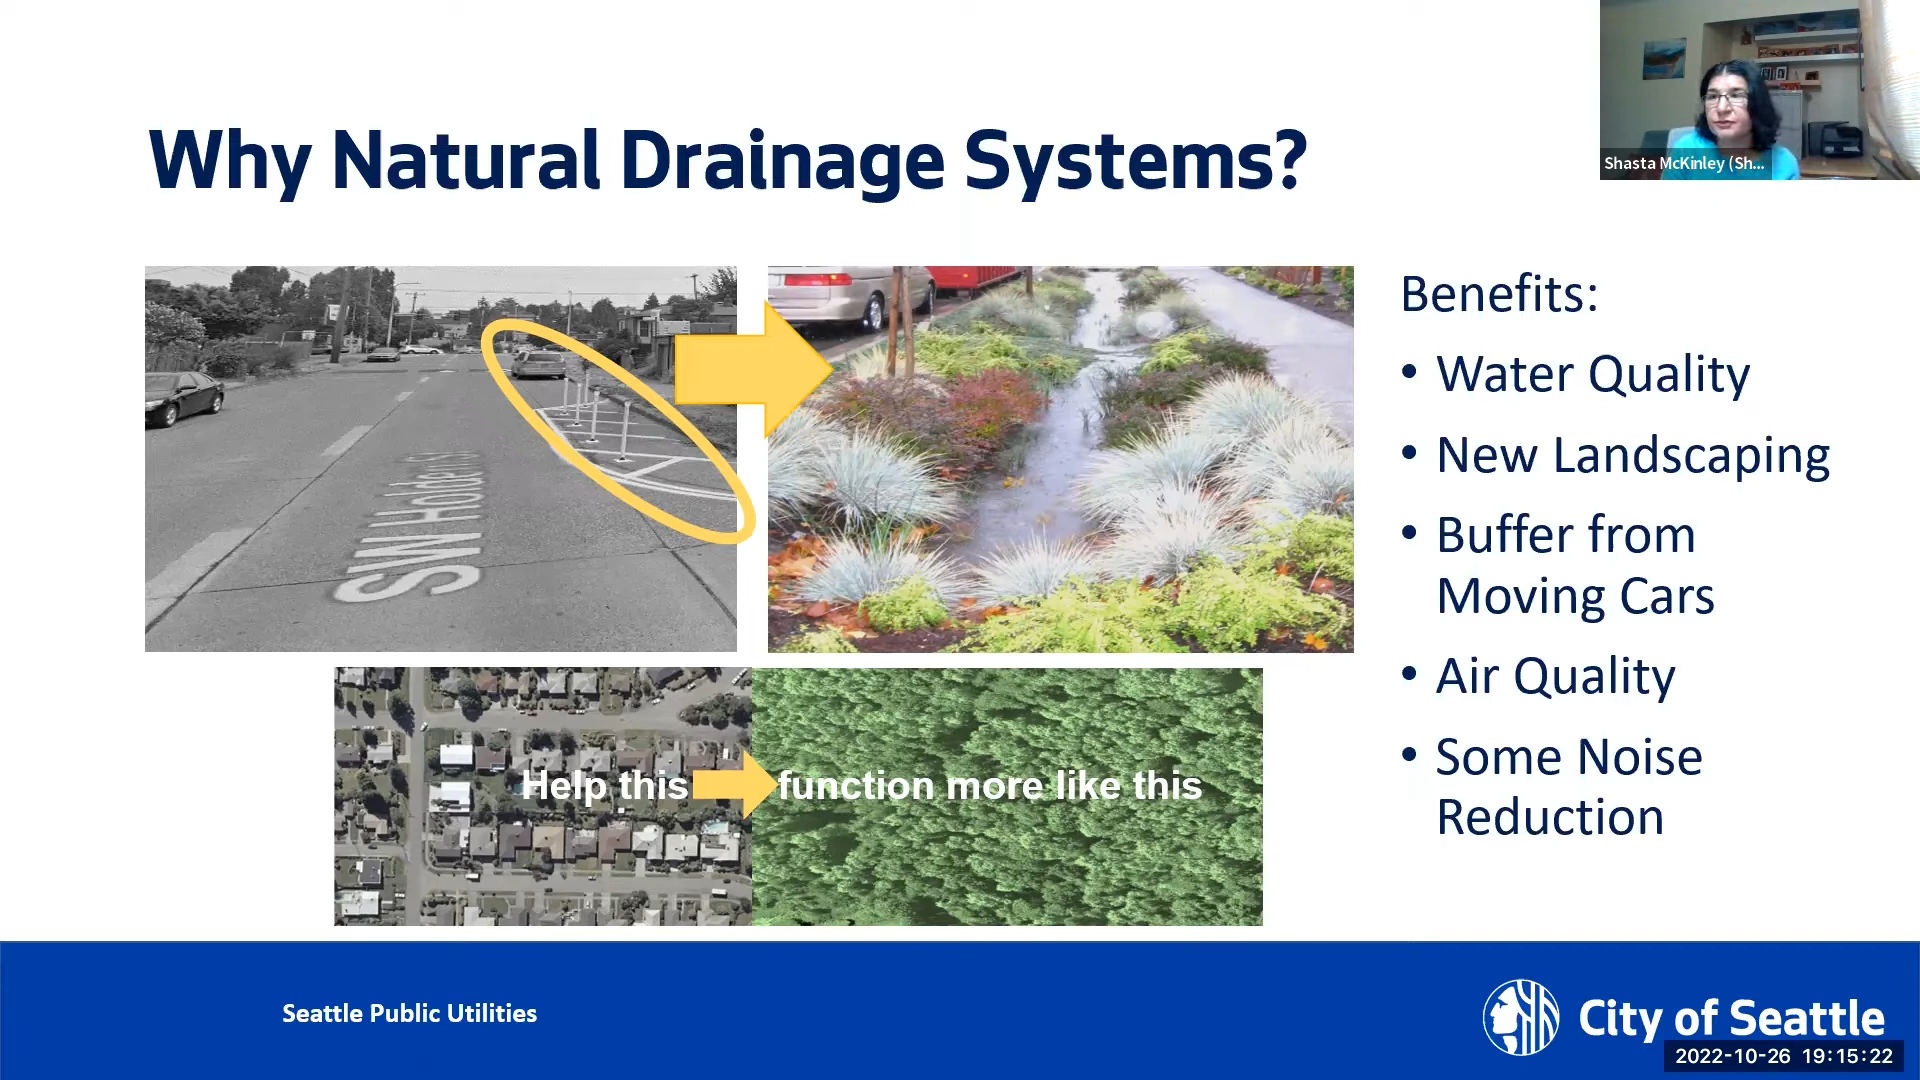 Shasta McKinley (Sh...
Why Natural Drainage Systems?
SW Holden St
Benefits:
• Water Quality
• New Landscaping
• Buffer from
Moving Cars
• Air Quality
• Some Noise
Reduction
Help this function more like this
Seattle Public Utilities
City of Seattle
2022-10-26 19:15:22